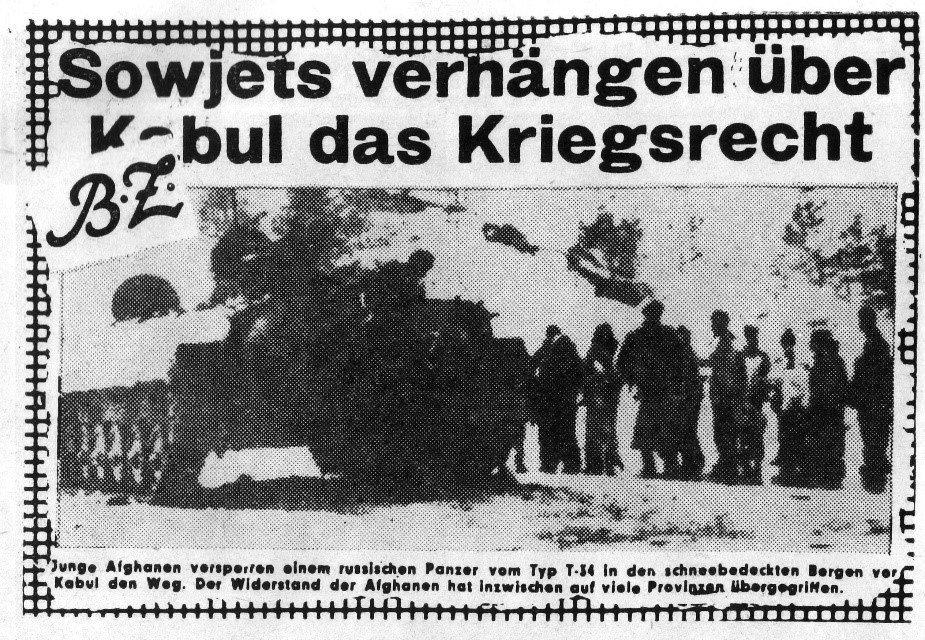 Sowjets verhängen über
Kabul das Kriegsrecht
B.Z.
Junge Afghanen versperren einem russischen Panzer vom Typ T-34 in den schneebedeckten Bergen vor
Kabul den Weg. Der Widerstand der Afghanen hat inzwischen auf viele Provinzen übergegriffen.